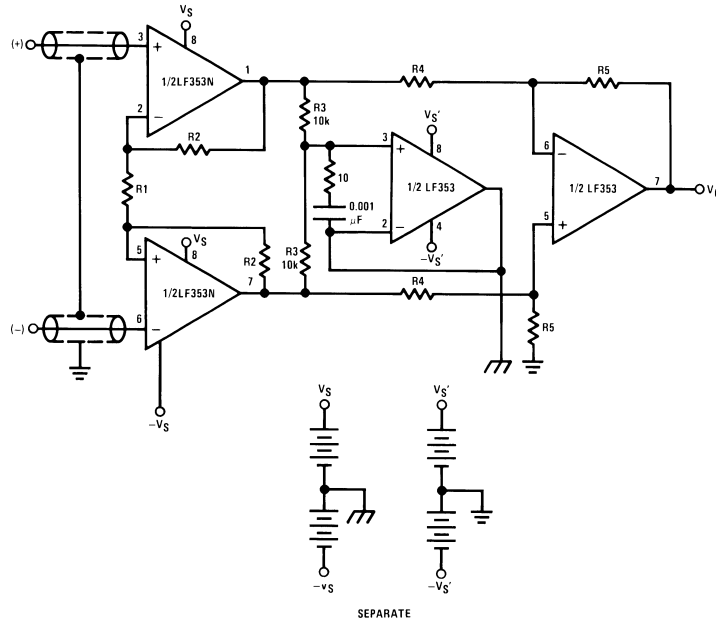 VS
8
(+)
3
+
1/2LF353N
1
R4
R5
2
−
R2
R3
10k
VS'
8
3
+
10
1/2 LF353
0.001
μF
2
−
4
−VS'
6
−
7
1/2 LF353
5
+
R1
VS
8
5
+
1/2LF353N
R2
7
R3
10k
R4
R5
(−)
6
−
−VS
VS
VS'
−VS
−VS'
SEPARATE